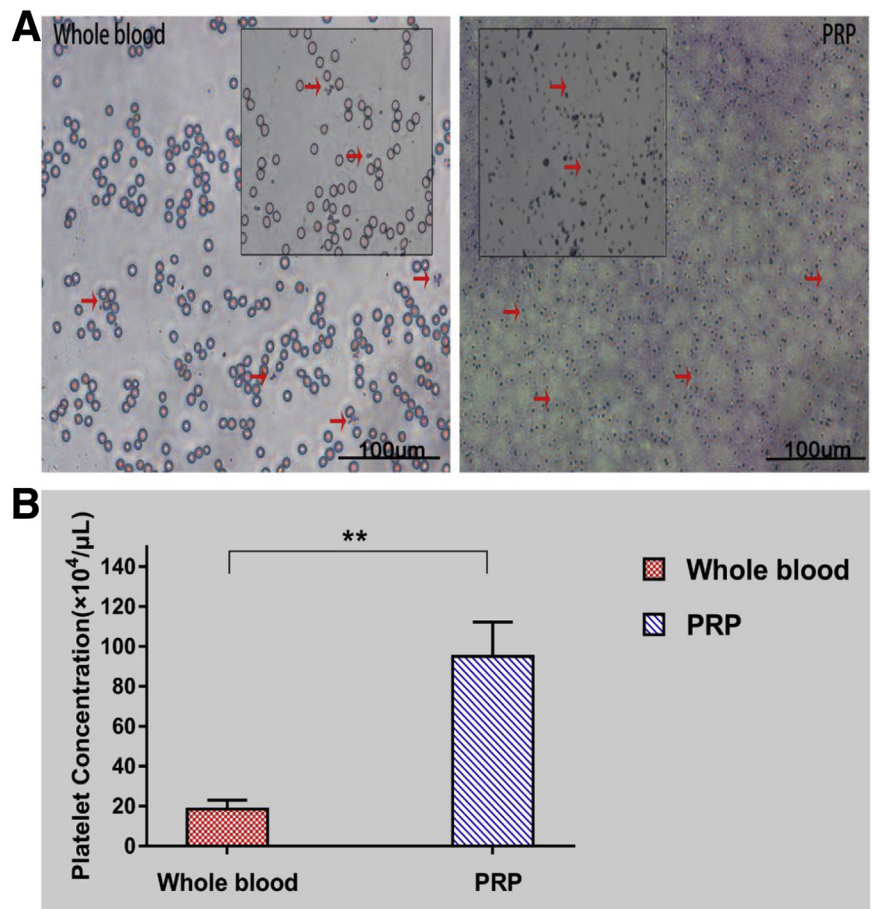 A
Whole blood
PRP
100um
100um
B
Platelet Concentration(×10⁴/μL)
**
140
120
100
80
60
40
20
0
Whole blood
PRP
Whole blood
PRP